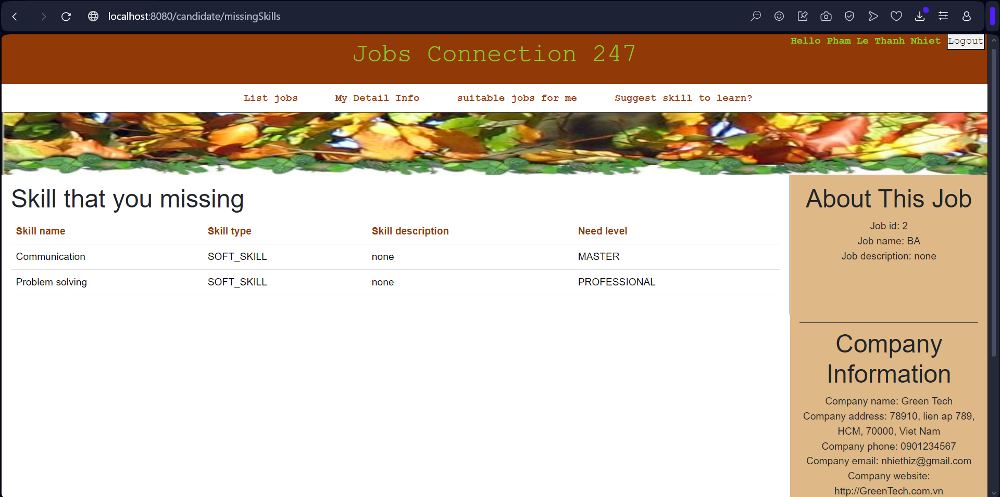 localhost:8080/candidate/missingSkills
Hello Pham Le Thanh Nhiet Logout
Jobs Connection 247
List jobs My Detail Info suitable jobs for me Suggest skill to learn?
Skill that you missing
Skill name Skill type Skill description Need level
Communication SOFT_SKILL none MASTER
Problem solving SOFT_SKILL none PROFESSIONAL
About This Job
Job id: 2
Job name: BA
Job description: none
Company
Information
Company name: Green Tech
Company address: 78910, lien ap 789,
HCM, 70000, Viet Nam
Company phone: 0901234567
Company email: nhiethiz@gmail.com
Company website:
http://GreenTech.com.vn